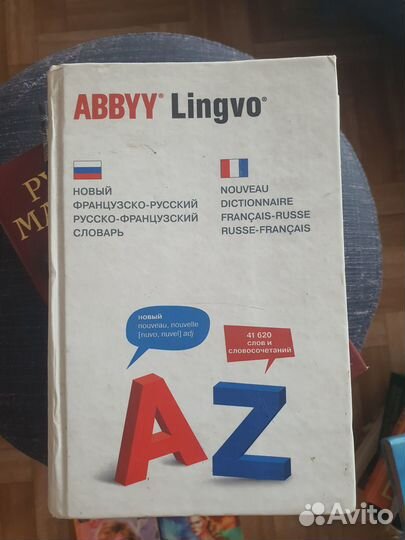 ABBYY® Lingvo®
НОВЫЙ
ФРАНЦУЗСКО-РУССКИЙ
РУССКО-ФРАНЦУЗСКИЙ
СЛОВАРЬ
NOUVEAU
DICTIONNAIRE
FRANÇAIS-RUSSE
RUSSE-FRANÇAIS
новый
nouveau, nouvelle
[nuvo, nuvɛl] adj
41 620
слов и
словосочетаний
A Z
Avito